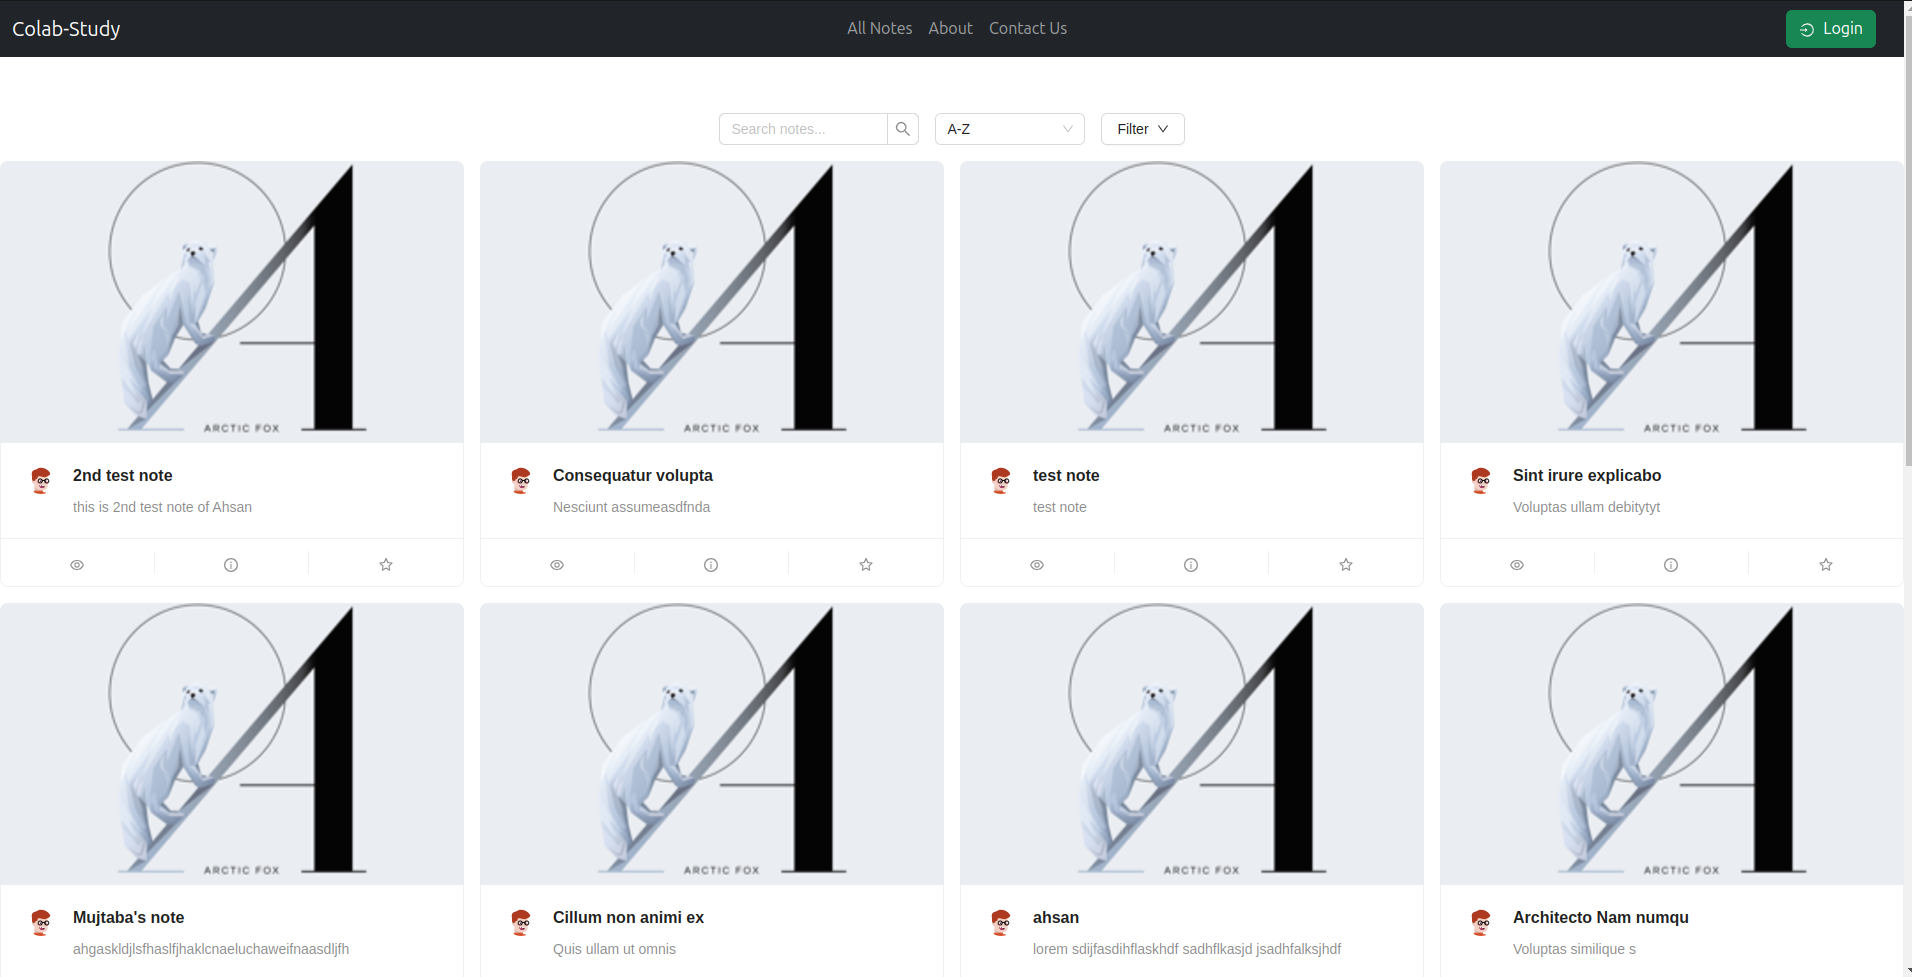 Colab-Study All Notes About Contact Us Login
Search notes... A-Z Filter
ARCTIC FOX ARCTIC FOX ARCTIC FOX ARCTIC FOX
2nd test note Consequatur volupta test note Sint irure explicabo
this is 2nd test note of Ahsan Nesciunt assumeasdfnda test note Voluptas ullam debitytyt
ARCTIC FOX ARCTIC FOX ARCTIC FOX ARCTIC FOX
Mujtaba's note Cillum non animi ex ahsan Architecto Nam numqu
ahgaskldjlsfhaslfjhaklcnaeluchaweifnaasdljfh Quis ullam ut omnis lorem sdijfasdihflaskhdf sadhflkasjd jsadhfalksjhdf Voluptas similique s